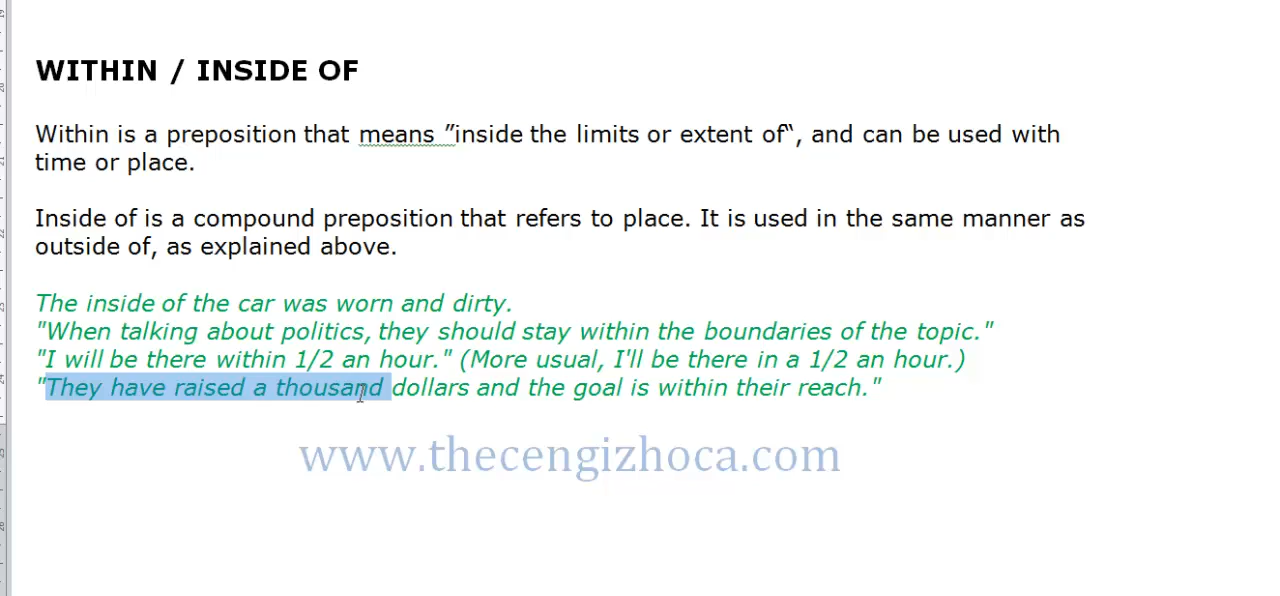 WITHIN / INSIDE OF
Within is a preposition that means ”inside the limits or extent of“, and can be used with
time or place.
Inside of is a compound preposition that refers to place. It is used in the same manner as
outside of, as explained above.
The inside of the car was worn and dirty.
"When talking about politics, they should stay within the boundaries of the topic."
"I will be there within 1/2 an hour." (More usual, I'll be there in a 1/2 an hour.)
"They have raised a thousand dollars and the goal is within their reach."
www.thecengizhoca.com